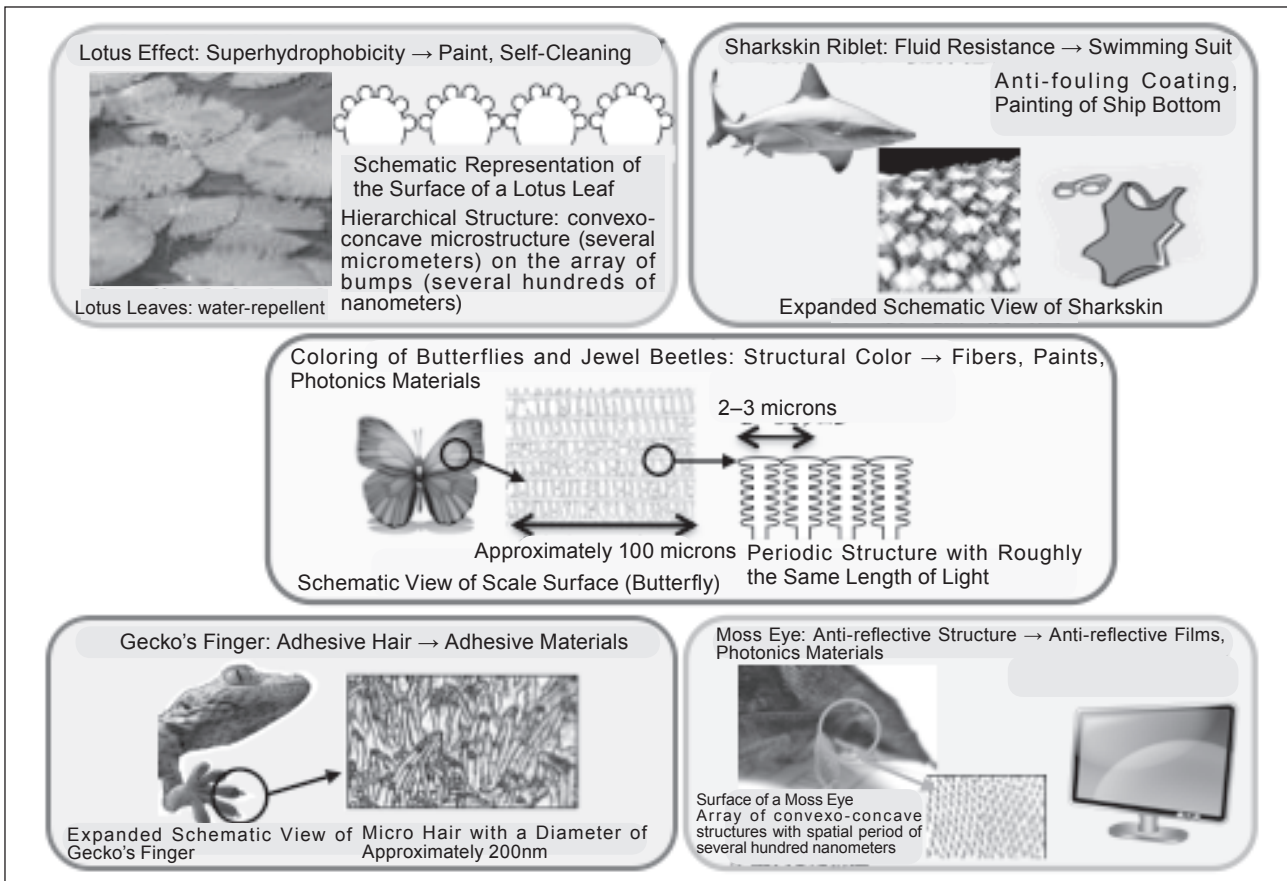 Lotus Effect: Superhydrophobicity → Paint, Self-Cleaning
Schematic Representation of
the Surface of a Lotus Leaf
Hierarchical Structure: convexo-
concave microstructure (several
micrometers) on the array of
bumps (several hundreds of
nanometers)
Lotus Leaves: water-repellent
Sharkskin Riblet: Fluid Resistance → Swimming Suit
Anti-fouling Coating,
Painting of Ship Bottom
Expanded Schematic View of Sharkskin
Coloring of Butterflies and Jewel Beetles: Structural Color → Fibers, Paints,
Photonics Materials
2–3 microns
Approximately 100 microns
Periodic Structure with Roughly
the Same Length of Light
Schematic View of Scale Surface (Butterfly)
Gecko's Finger: Adhesive Hair → Adhesive Materials
Expanded Schematic View of
Gecko's Finger
Micro Hair with a Diameter of
Approximately 200nm
Moss Eye: Anti-reflective Structure → Anti-reflective Films,
Photonics Materials
Surface of a Moss Eye
Array of convexo-concave
structures with spatial period of
several hundred nanometers